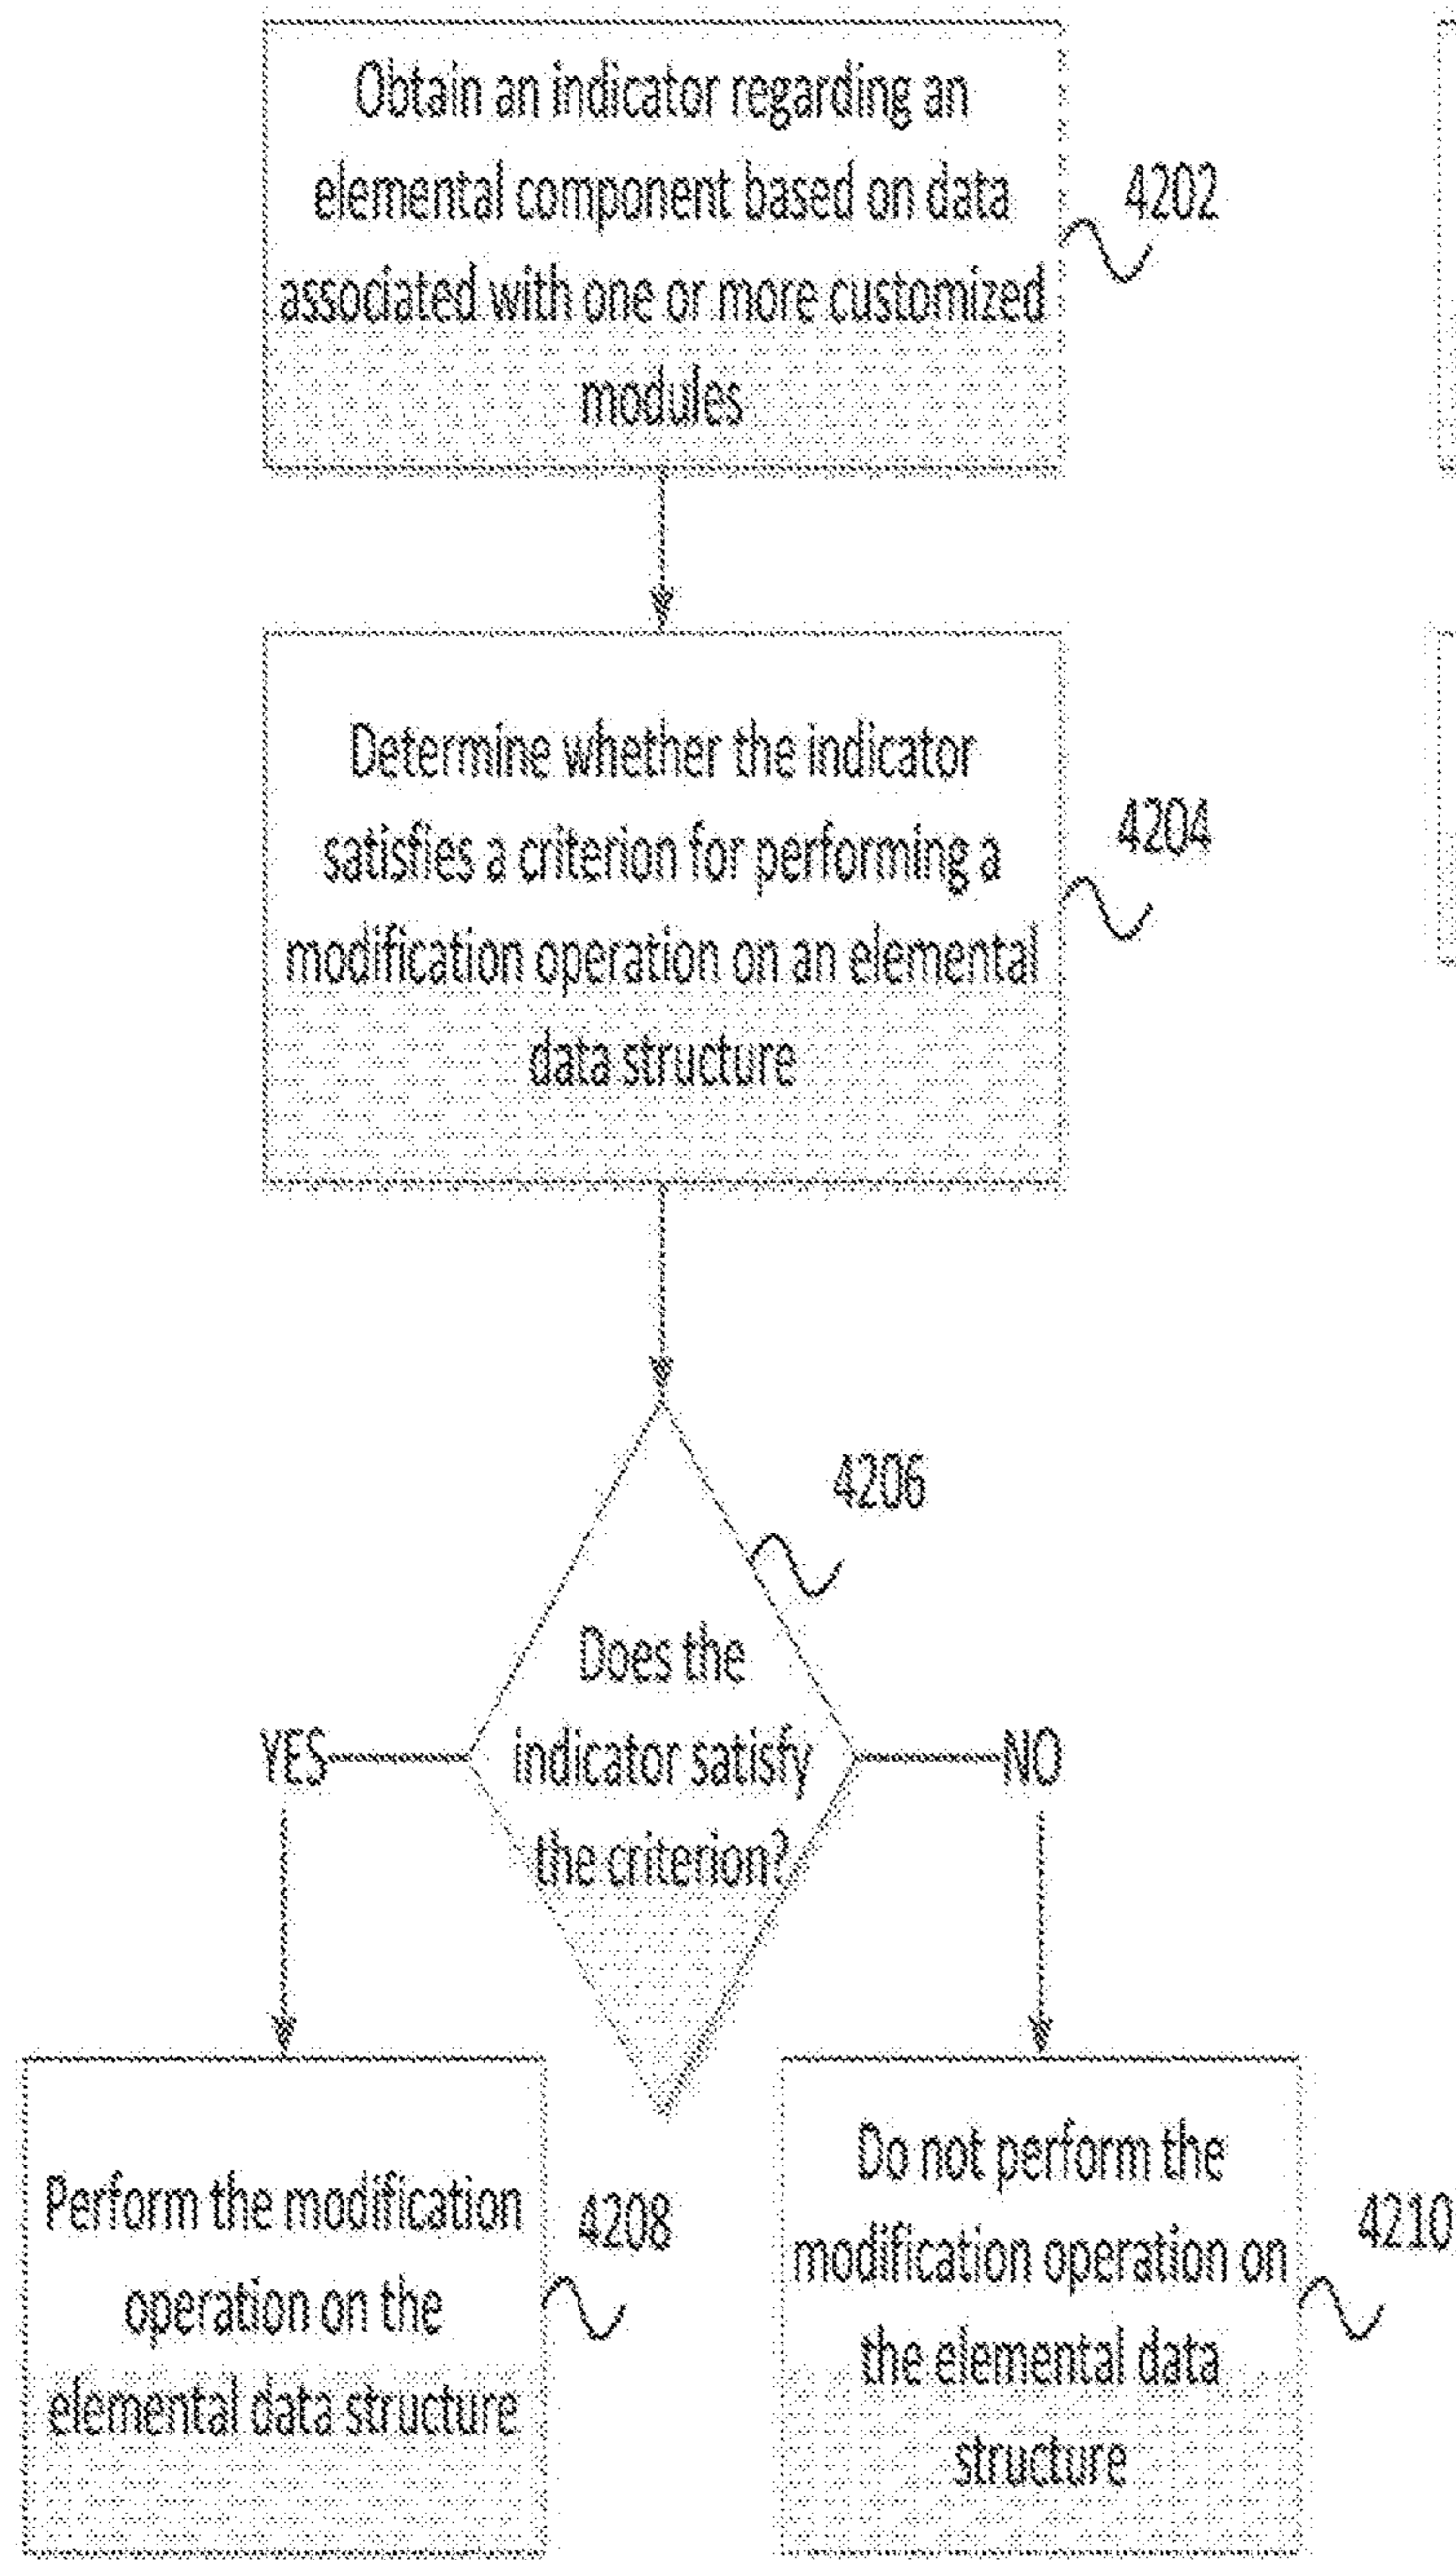 Obtain an indicator regarding an
elemental component based on data
associated with one or more customized
modules
4202
Determine whether the indicator
satisfies a criterion for performing a
modification operation on an elemental
data structure
4204
4206
Does the
indicator satisfy
the criterion?
YES
NO
Perform the modification
operation on the
elemental data structure
4208
Do not perform the
modification operation on
the elemental data
structure
4210